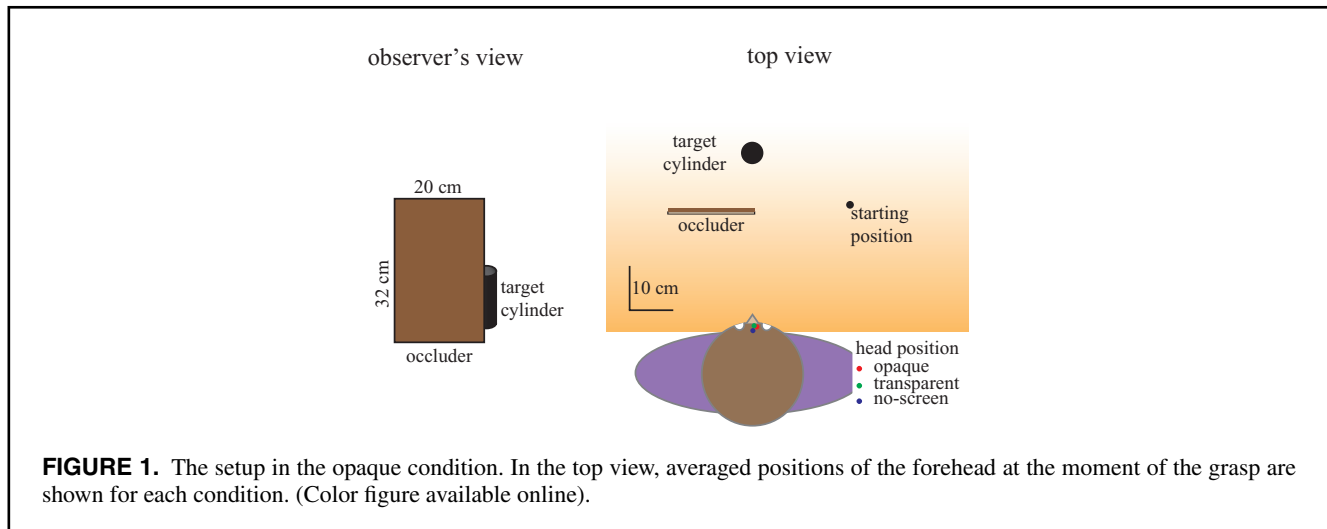 observer's view
top view
20 cm
32 cm
target
cylinder
occluder
target
cylinder
occluder
starting
position
10 cm
head position
opaque
transparent
no-screen
FIGURE 1. The setup in the opaque condition. In the top view, averaged positions of the forehead at the moment of the grasp are
shown for each condition. (Color figure available online).